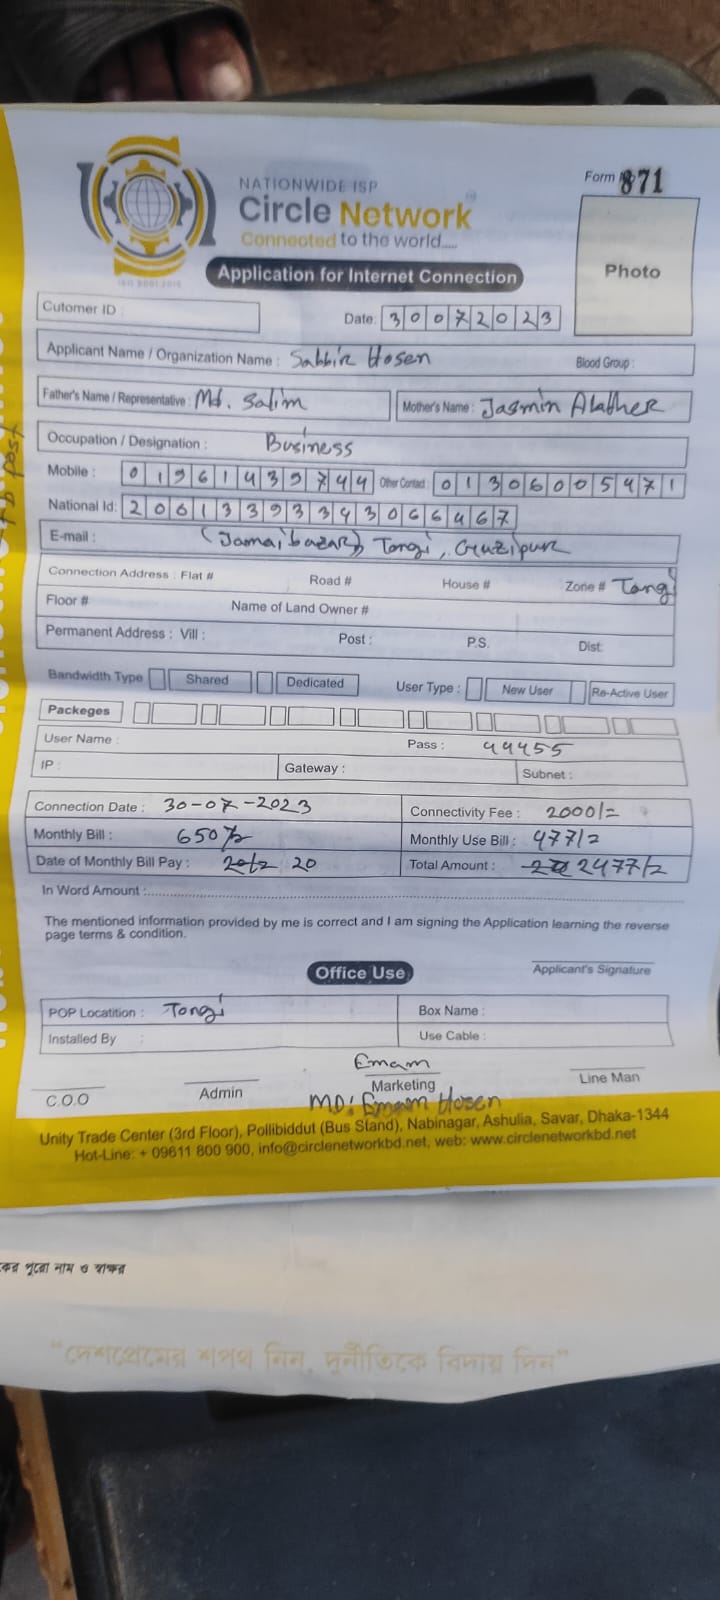 Form No 871
NATIONWIDE ISP
Circle Network
Connected to the world.....
ISO 9001:2015
Photo
Application for Internet Connection
Cutomer ID :
Date: 30072023
Applicant Name / Organization Name : Sabbir Hosen Blood Group :
Father's Name / Representative : Md. Salim Mother's Name : Jasmin Alather
Occupation / Designation : Business
Mobile : 01961439744 Other Contact : 01306005471
National Id: 20613393343066467
E-mail : (Jamai bazar), Tongi, Gazipur
Connection Address : Flat # Road # House # Zone # Tongi
Floor # Name of Land Owner #
Permanent Address : Vill : Post : P.S. Dist:
Bandwidth Type Shared Dedicated User Type : New User Re-Active User
Packeges
User Name : Pass : 44455
IP : Gateway : Subnet :
Connection Date : 30-07-2023 Connectivity Fee : 2000/=
Monthly Bill : 650/= Monthly Use Bill : 477/=
Date of Monthly Bill Pay : 20 Total Amount : 2477/=
In Word Amount :
The mentioned information provided by me is correct and I am signing the Application learning the reverse
page terms & condition.
Applicant's Signature
Office Use
POP Locatition : Tongi Box Name :
Installed By : Use Cable :
Emam
C.O.O Admin Marketing Line Man
MD: Emam Hosen
Unity Trade Center (3rd Floor), Pollibiddut (Bus Stand), Nabinagar, Ashulia, Savar, Dhaka-1344
Hot-Line: + 09611 800 900, info@circlenetworkbd.net, web: www.circlenetworkbd.net
পুরো নাম ও স্বাক্ষর
"দেশপ্রেমের শপথ নিন, দুর্নীতিকে বিদায় দিন"